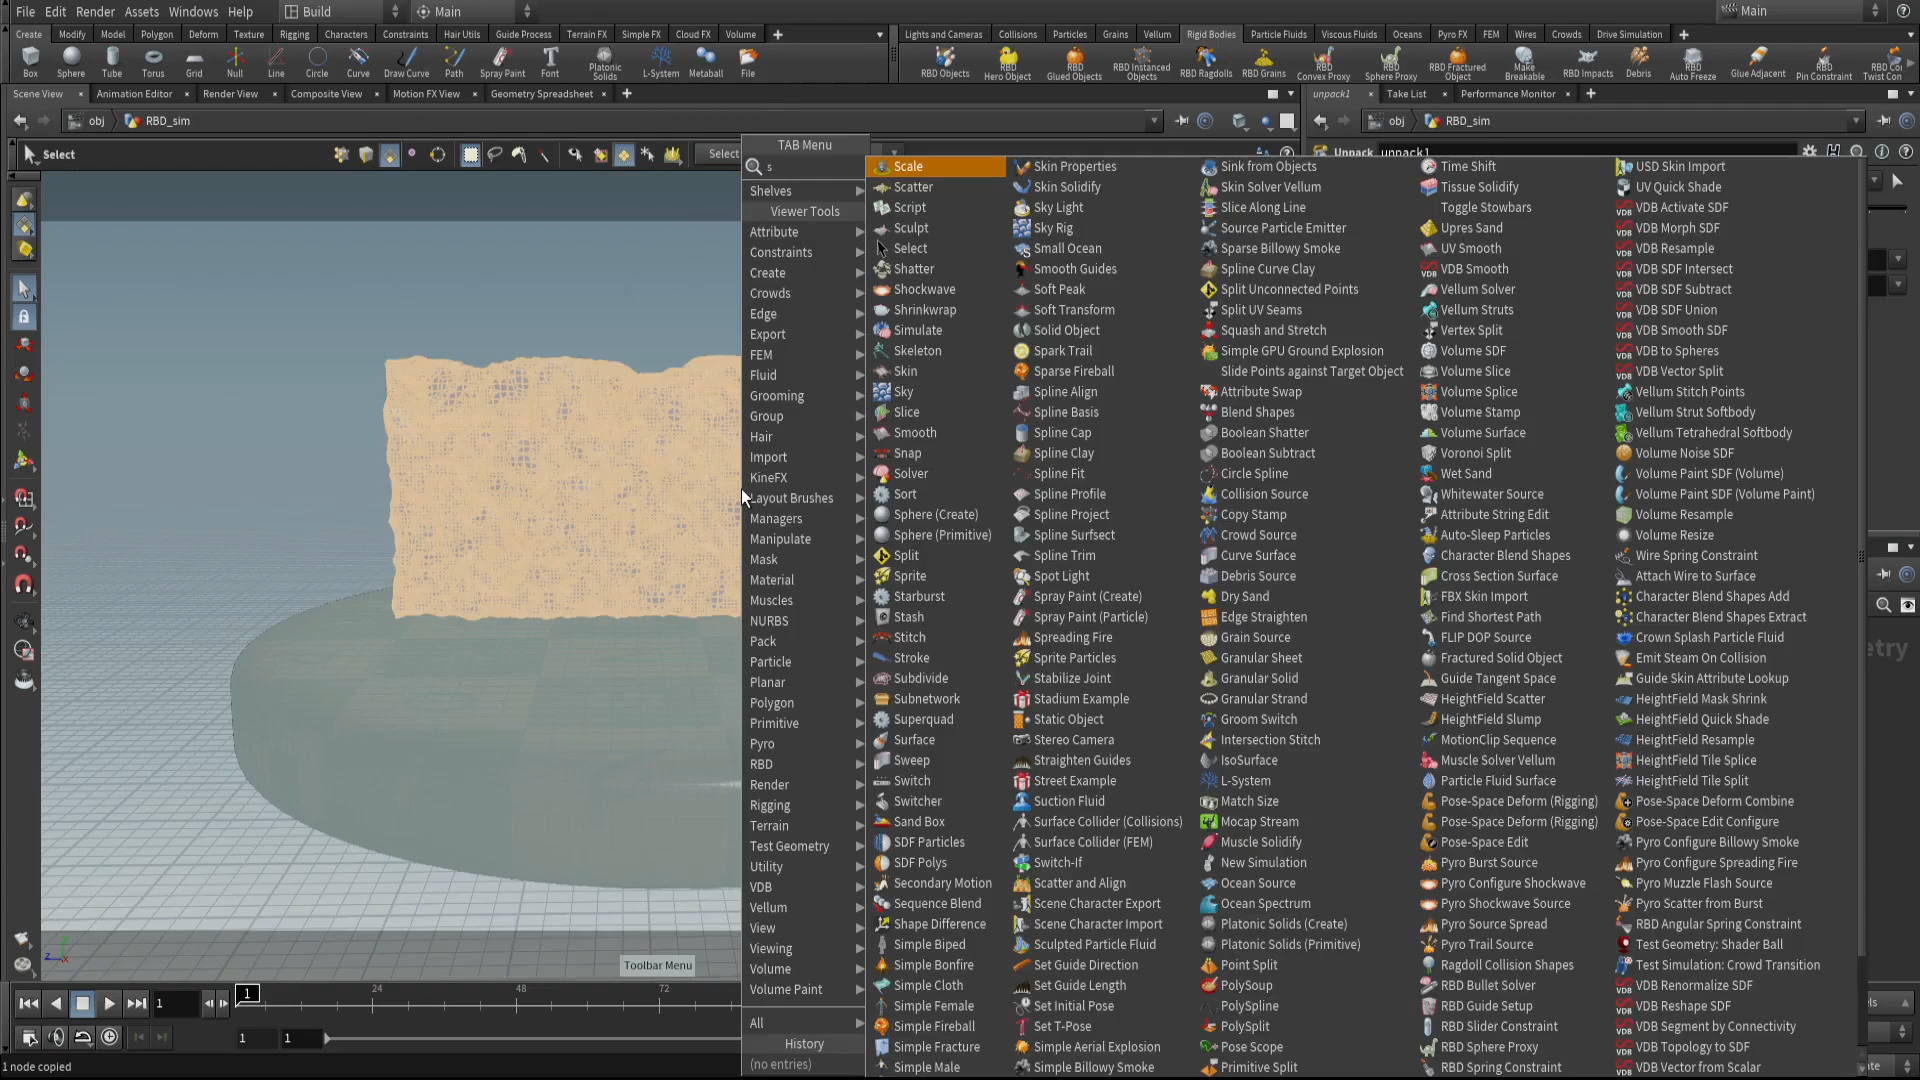 File Edit Render Assets Windows Help Build Main Main
Create Modify Model Polygon Deform Texture Rigging Characters Constraints Hair Utils Guide Process Terrain FX Simple FX Cloud FX Volume
Lights and Cameras Collisions Particles Grains Vellum Rigid Bodies Particle Fluids Viscous Fluids Oceans Pyro FX FEM Wires Crowds Drive Simulation
Box Sphere Tube Torus Grid Null Line Circle Curve Draw Curve Path Spray Paint Font Platonic Solids L-System Metaball File
RBD Objects RBD Hero Object RBD Glued Objects RBD Instanced Objects RBD Ragdolls RBD Grains RBD Convex Proxy RBD Sphere Proxy RBD Fractured Object Make Breakable RBD Impacts Debris RBD Auto Freeze Glue Adjacent RBD Pin Constraint
Scene View Animation Editor Render View Composite View Motion FX View Geometry Spreadsheet
unpack1 Take List Performance Monitor
obj RBD_sim
obj RBD_sim
Select
Select
Unpack unpack1
TAB Menu
s
Shelves
Viewer Tools
Attribute
Constraints
Create
Crowds
Edge
Export
FEM
Fluid
Grooming
Group
Hair
Import
KineFX
Layout Brushes
Managers
Manipulate
Mask
Material
Muscles
NURBS
Pack
Particle
Planar
Polygon
Primitive
Pyro
RBD
Render
Rigging
Terrain
Test Geometry
Utility
VDB
Vellum
View
Viewing
Volume
Volume Paint
All
History
(no entries)
Scale
Scatter
Script
Sculpt
Select
Shatter
Shockwave
Shrinkwrap
Simulate
Skeleton
Skin
Sky
Slice
Smooth
Snap
Solver
Sort
Sphere (Create)
Sphere (Primitive)
Split
Sprite
Starburst
Stash
Stitch
Stroke
Subdivide
Subnetwork
Superquad
Surface
Sweep
Switch
Switcher
Sand Box
SDF Particles
SDF Polys
Secondary Motion
Sequence Blend
Shape Difference
Simple Biped
Simple Bonfire
Simple Cloth
Simple Female
Simple Fireball
Simple Fracture
Simple Male
Skin Properties
Skin Solidify
Sky Light
Sky Rig
Small Ocean
Smooth Guides
Soft Peak
Soft Transform
Solid Object
Spark Trail
Sparse Fireball
Spline Align
Spline Basis
Spline Cap
Spline Clay
Spline Fit
Spline Profile
Spline Project
Spline Surfsect
Spline Trim
Spot Light
Spray Paint (Create)
Spray Paint (Particle)
Spreading Fire
Sprite Particles
Stabilize Joint
Stadium Example
Static Object
Stereo Camera
Straighten Guides
Street Example
Suction Fluid
Surface Collider (Collisions)
Surface Collider (FEM)
Switch-If
Scatter and Align
Scene Character Export
Scene Character Import
Sculpted Particle Fluid
Set Guide Direction
Set Guide Length
Set Initial Pose
Set T-Pose
Simple Aerial Explosion
Simple Billowy Smoke
Sink from Objects
Skin Solver Vellum
Slice Along Line
Source Particle Emitter
Sparse Billowy Smoke
Spline Curve Clay
Split Unconnected Points
Split UV Seams
Squash and Stretch
Simple GPU Ground Explosion
Slide Points against Target Object
Attribute Swap
Blend Shapes
Boolean Shatter
Boolean Subtract
Circle Spline
Collision Source
Copy Stamp
Crowd Source
Curve Surface
Debris Source
Dry Sand
Edge Straighten
Grain Source
Granular Sheet
Granular Solid
Granular Strand
Groom Switch
Intersection Stitch
IsoSurface
L-System
Match Size
Mocap Stream
Muscle Solidify
New Simulation
Ocean Source
Ocean Spectrum
Platonic Solids (Create)
Platonic Solids (Primitive)
Point Split
PolySoup
PolySpline
PolySplit
Pose Scope
Primitive Split
Time Shift
Tissue Solidify
Toggle Stowbars
Upres Sand
UV Smooth
VDB Smooth
Vellum Solver
Vellum Struts
Vertex Split
Volume SDF
Volume Slice
Volume Splice
Volume Stamp
Volume Surface
Voronoi Split
Wet Sand
Whitewater Source
Attribute String Edit
Auto-Sleep Particles
Character Blend Shapes
Cross Section Surface
FBX Skin Import
Find Shortest Path
FLIP DOP Source
Fractured Solid Object
Guide Tangent Space
HeightField Scatter
HeightField Slump
MotionClip Sequence
Muscle Solver Vellum
Particle Fluid Surface
Pose-Space Deform (Rigging)
Pose-Space Deform (Rigging)
Pose-Space Edit
Pyro Burst Source
Pyro Configure Shockwave
Pyro Shockwave Source
Pyro Source Spread
Pyro Trail Source
Ragdoll Collision Shapes
RBD Bullet Solver
RBD Guide Setup
RBD Slider Constraint
RBD Sphere Proxy
RBD Spring Constraint
USD Skin Import
UV Quick Shade
VDB Activate SDF
VDB Morph SDF
VDB Resample
VDB SDF Intersect
VDB SDF Subtract
VDB SDF Union
VDB Smooth SDF
VDB to Spheres
VDB Vector Split
Vellum Stitch Points
Vellum Strut Softbody
Vellum Tetrahedral Softbody
Volume Noise SDF
Volume Paint SDF (Volume)
Volume Paint SDF (Volume Paint)
Volume Resample
Volume Resize
Wire Spring Constraint
Attach Wire to Surface
Character Blend Shapes Add
Character Blend Shapes Extract
Crown Splash Particle Fluid
Emit Steam On Collision
Guide Skin Attribute Lookup
HeightField Mask Shrink
HeightField Quick Shade
HeightField Resample
HeightField Tile Splice
HeightField Tile Split
Pose-Space Deform Combine
Pose-Space Edit Configure
Pyro Configure Billowy Smoke
Pyro Configure Spreading Fire
Pyro Muzzle Flash Source
Pyro Scatter from Burst
RBD Angular Spring Constraint
Test Geometry: Shader Ball
Test Simulation: Crowd Transition
VDB Renormalize SDF
VDB Reshape SDF
VDB Segment by Connectivity
VDB Topology to SDF
VDB Vector from Scalar
Toolbar Menu
1 1 24 48 72
1 1
1 node copied